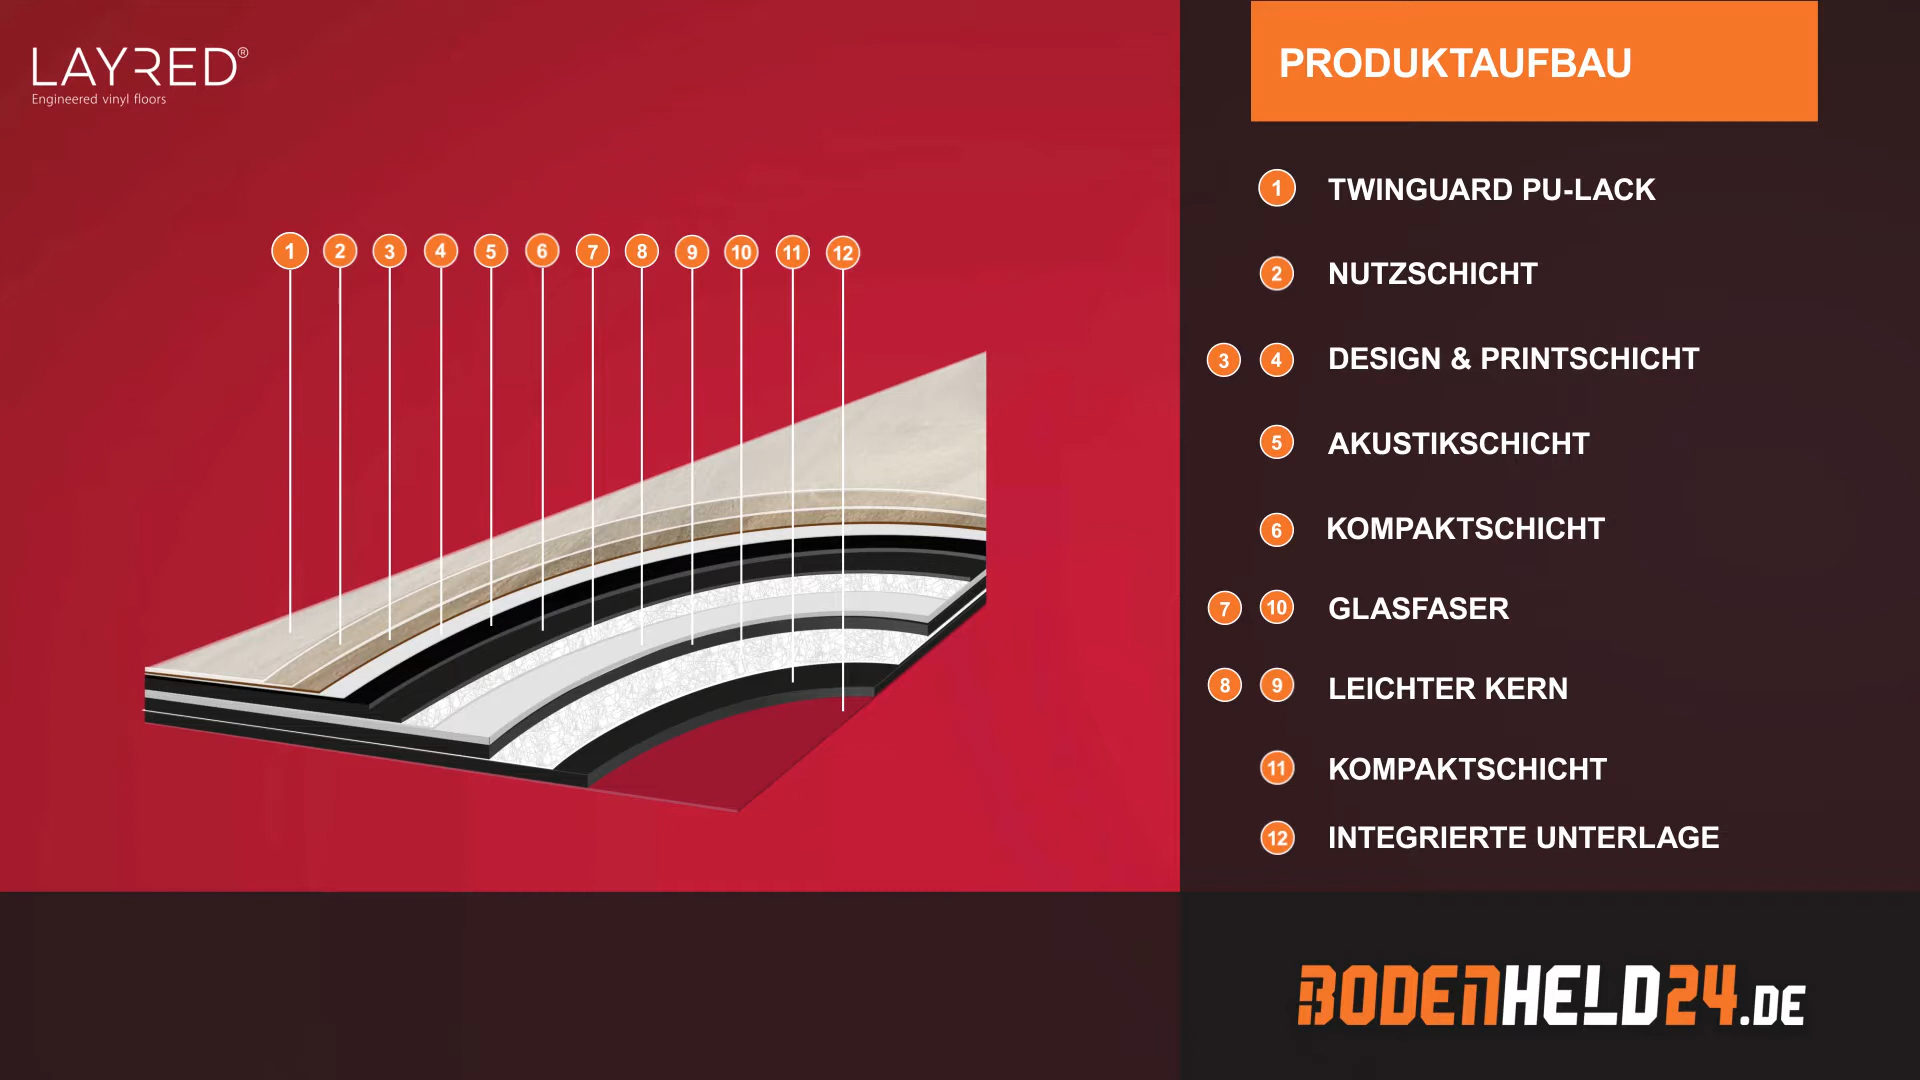 LAYRED®
Engineered vinyl floors
1 2 3 4 5 6 7 8 9 10 11 12
PRODUKTAUFBAU
1 TWINGUARD PU-LACK
2 NUTZSCHICHT
3 4 DESIGN & PRINTSCHICHT
5 AKUSTIKSCHICHT
6 KOMPAKTSCHICHT
7 10 GLASFASER
8 9 LEICHTER KERN
11 KOMPAKTSCHICHT
12 INTEGRIERTE UNTERLAGE
BODENHELD24.DE